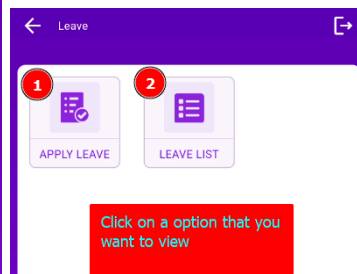 Leave
1
2
APPLY LEAVE
LEAVE LIST
Click on a option that you
want to view